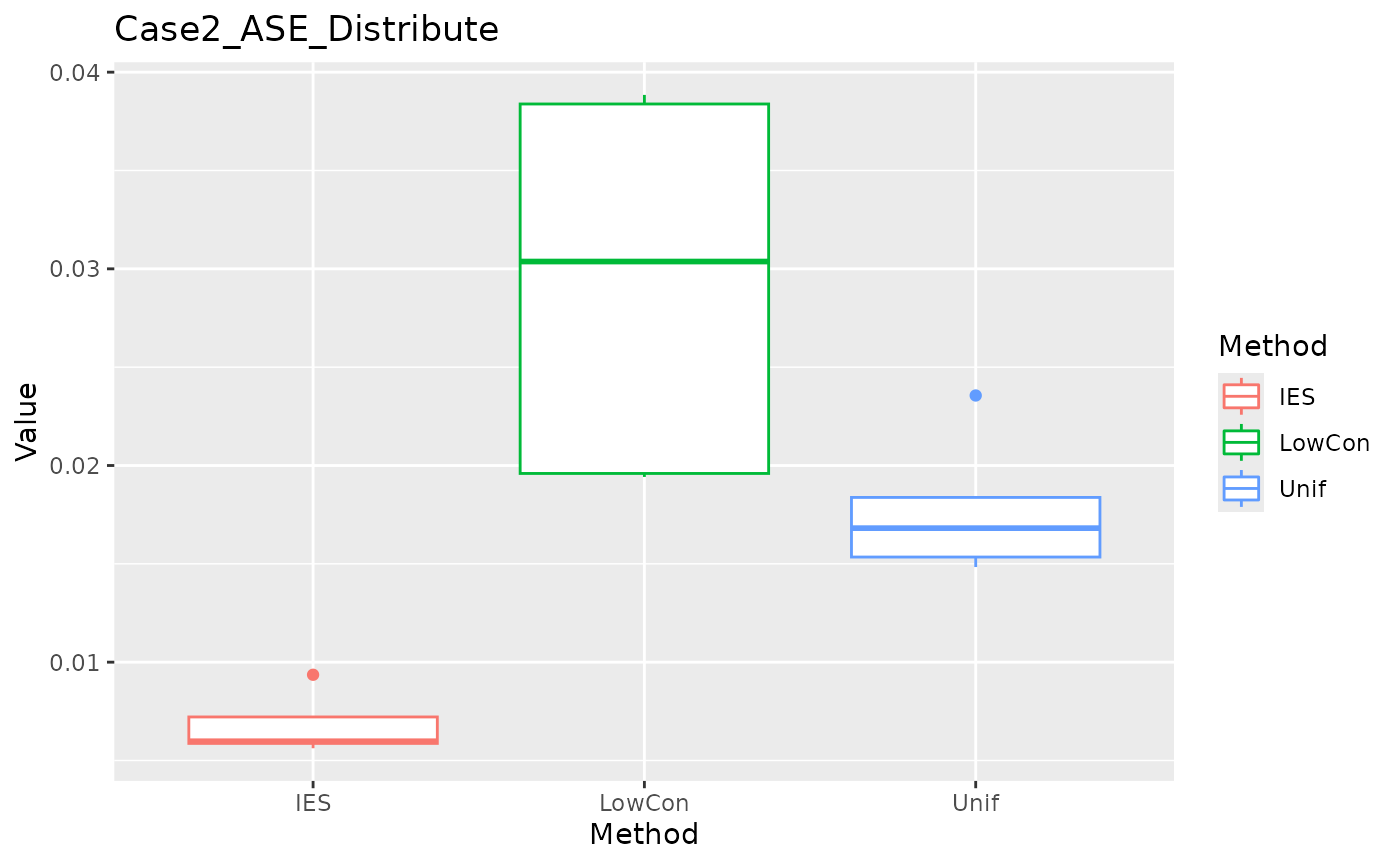 Case2_ASE_Distribute
0.04
0.03
0.02
0.01
Value
IES
LowCon
Unif
Method
Method
IES
LowCon
Unif